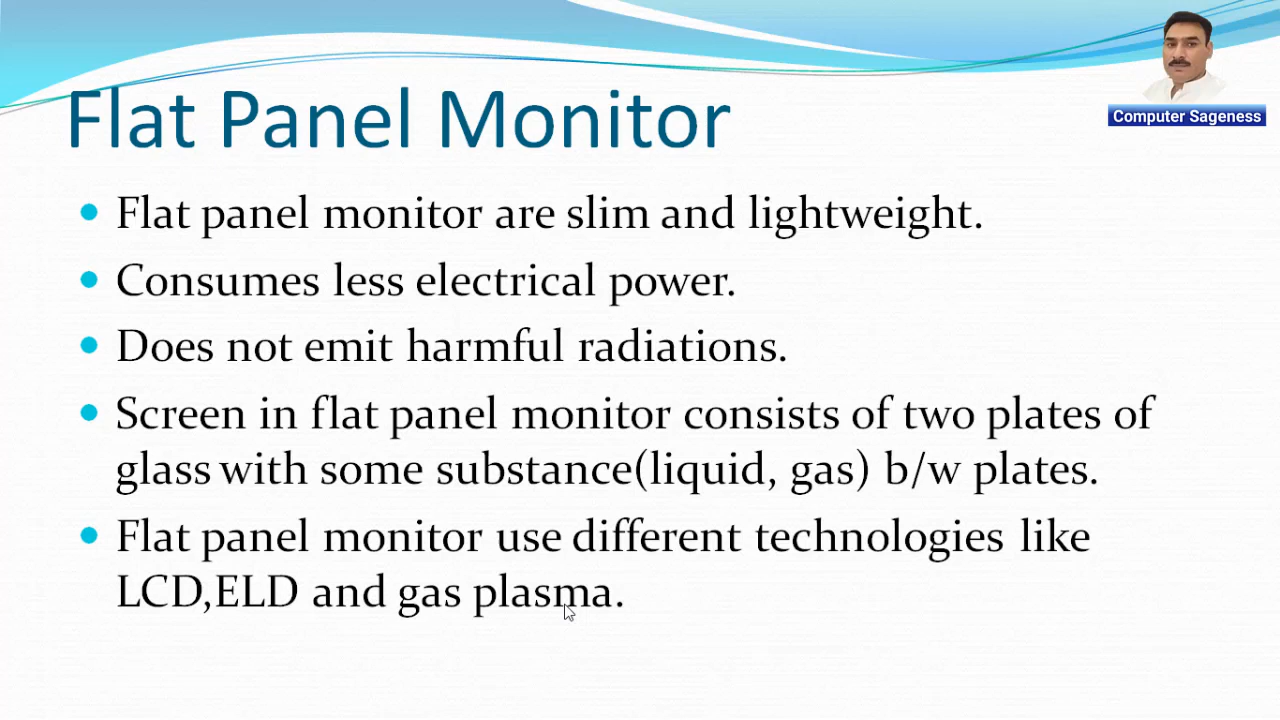 Computer Sageness
Flat Panel Monitor
Flat panel monitor are slim and lightweight.
Consumes less electrical power.
Does not emit harmful radiations.
Screen in flat panel monitor consists of two plates of
glass with some substance(liquid, gas) b/w plates.
Flat panel monitor use different technologies like
LCD,ELD and gas plasma.